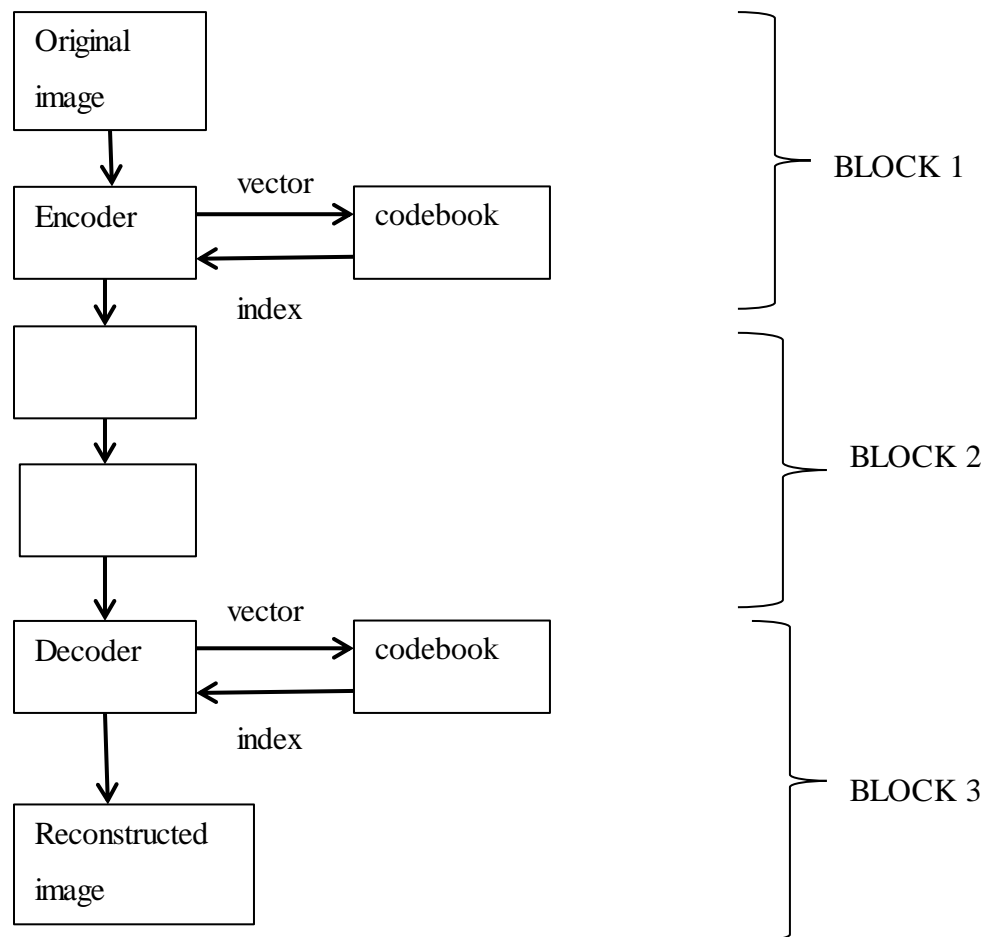 Original
image
BLOCK 1
vector
Encoder
codebook
index
BLOCK 2
vector
Decoder
codebook
index
BLOCK 3
Reconstructed
image